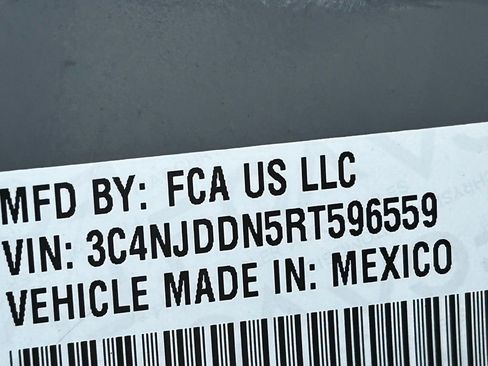 MFD BY: FCA US LLC
VIN: 3C4NJDDN5RT596559
VEHICLE MADE IN: MEXICO